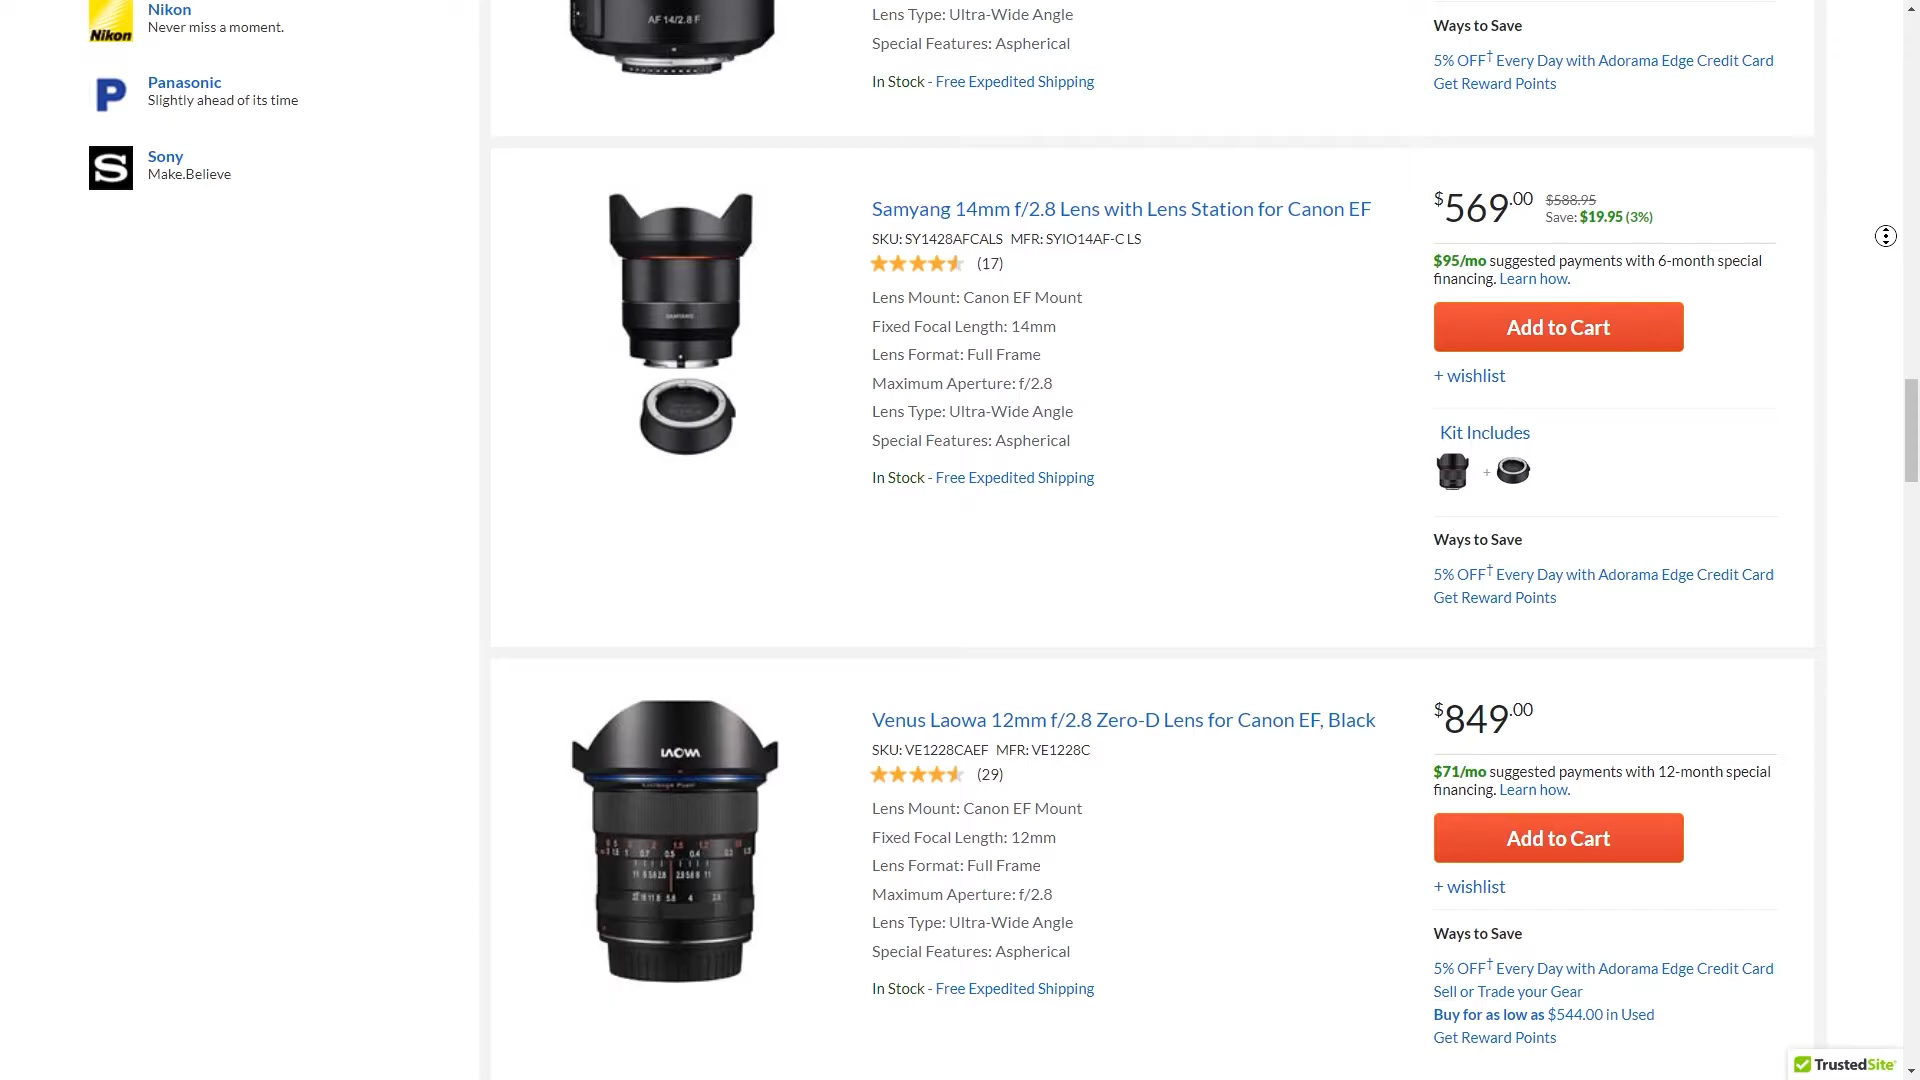 Nikon
Nikon
Never miss a moment.
P
Panasonic
Slightly ahead of its time
S
Sony
Make.Believe
AF 14/2.8 F
Lens Type: Ultra-Wide Angle
Special Features: Aspherical
In Stock - Free Expedited Shipping
Ways to Save
5% OFF† Every Day with Adorama Edge Credit Card
Get Reward Points
SAMYANG
Samyang 14mm f/2.8 Lens with Lens Station for Canon EF
SKU: SY1428AFCALS MFR: SYIO14AF-C LS
(17)
Lens Mount: Canon EF Mount
Fixed Focal Length: 14mm
Lens Format: Full Frame
Maximum Aperture: f/2.8
Lens Type: Ultra-Wide Angle
Special Features: Aspherical
In Stock - Free Expedited Shipping
$569.00 $588.95
Save: $19.95 (3%)
$95/mo suggested payments with 6-month special
financing. Learn how.
Add to Cart
+ wishlist
Kit Includes
+
Ways to Save
5% OFF† Every Day with Adorama Edge Credit Card
Get Reward Points
LAOWA
Venus Laowa 12mm f/2.8 Zero-D Lens for Canon EF, Black
SKU: VE1228CAEF MFR: VE1228C
(29)
Lens Mount: Canon EF Mount
Fixed Focal Length: 12mm
Lens Format: Full Frame
Maximum Aperture: f/2.8
Lens Type: Ultra-Wide Angle
Special Features: Aspherical
In Stock - Free Expedited Shipping
$849.00
$71/mo suggested payments with 12-month special
financing. Learn how.
Add to Cart
+ wishlist
Ways to Save
5% OFF† Every Day with Adorama Edge Credit Card
Sell or Trade your Gear
Buy for as low as $544.00 in Used
Get Reward Points
TrustedSite